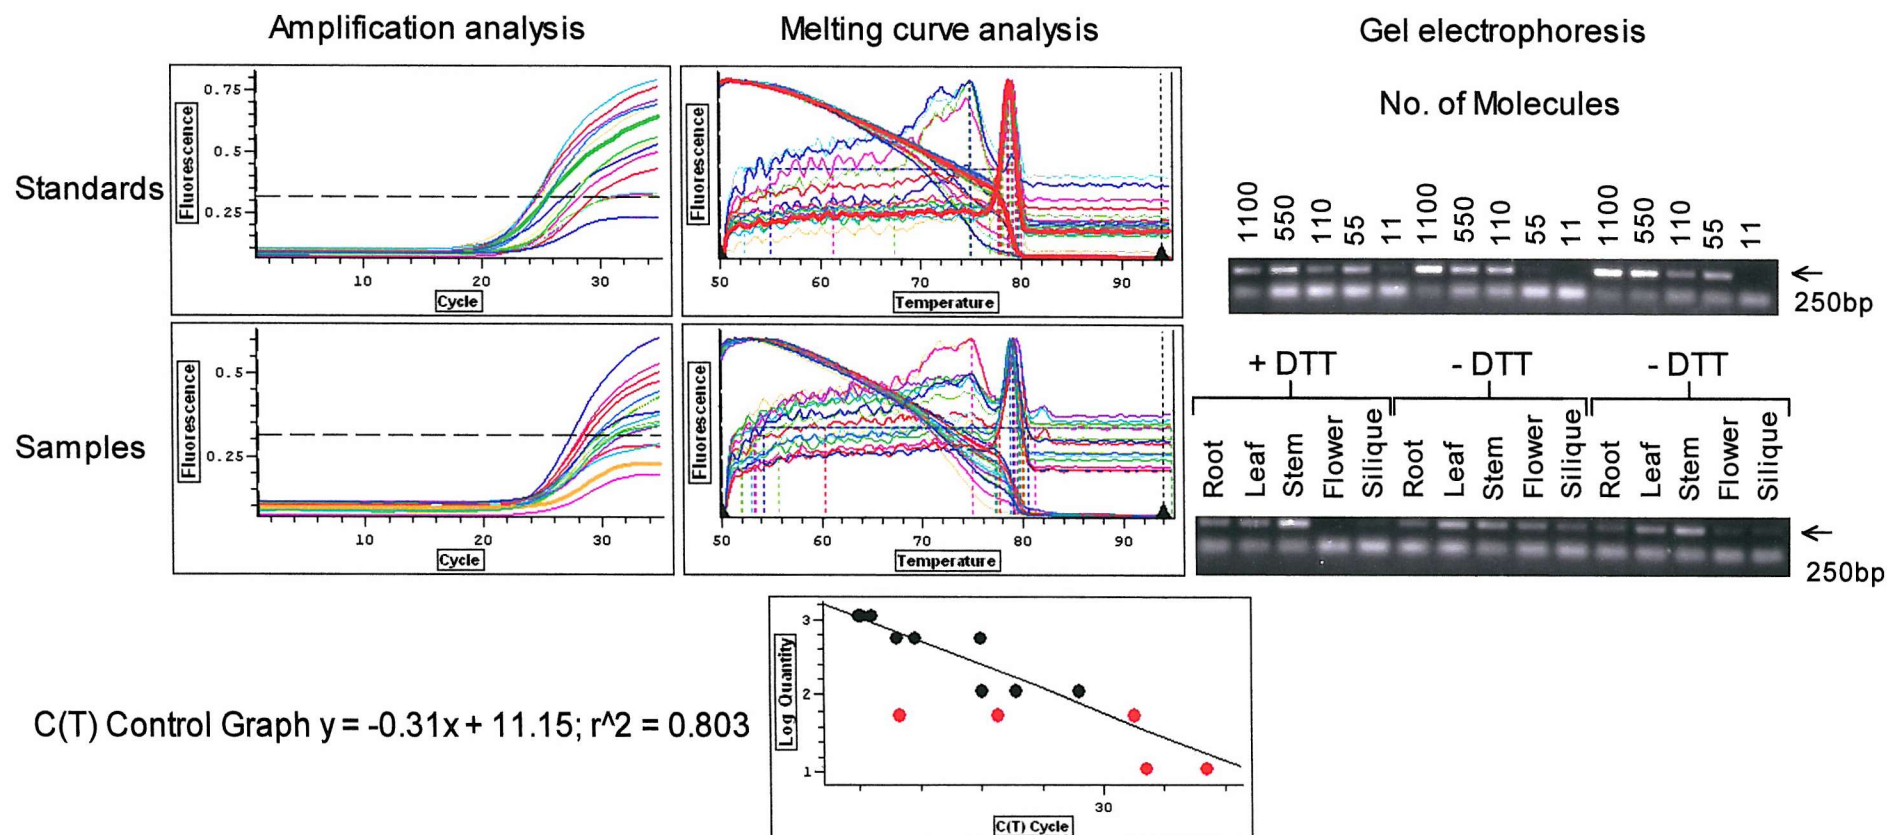 Amplification analysis
Melting curve analysis
Gel electrophoresis
No. of Molecules
Standards
Fluorescence
0.75
0.5
0.25
10 20 30
Cycle
Fluorescence
50 60 70 80 90
Temperature
1100 550 110 55 11 1100 550 110 55 11 1100 550 110 55 11
250bp
Samples
Fluorescence
0.5
0.25
10 20 30
Cycle
Fluorescence
50 60 70 80 90
Temperature
+ DTT - DTT - DTT
Root Leaf Stem Flower Silique Root Leaf Stem Flower Silique Root Leaf Stem Flower Silique
250bp
C(T) Control Graph y = -0.31x + 11.15; r^2 = 0.803
Log Quantity
3
2
1
30
C(T) Cycle